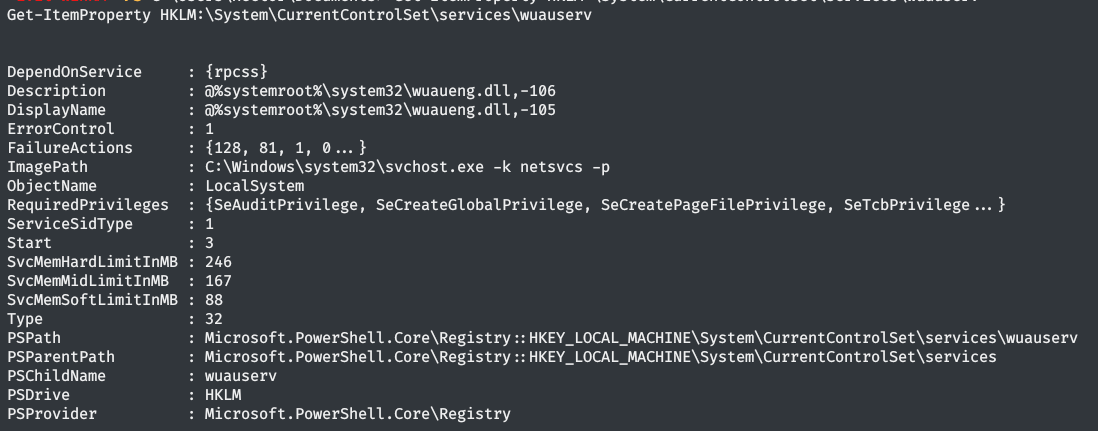 Get-ItemProperty HKLM:\System\CurrentControlSet\services\wuauserv
DependOnService : {rpcss}
Description : @%systemroot%\system32\wuaueng.dll,-106
DisplayName : @%systemroot%\system32\wuaueng.dll,-105
ErrorControl : 1
FailureActions : {128, 81, 1, 0...}
ImagePath : C:\Windows\system32\svchost.exe -k netsvcs -p
ObjectName : LocalSystem
RequiredPrivileges : {SeAuditPrivilege, SeCreateGlobalPrivilege, SeCreatePageFilePrivilege, SeTcbPrivilege...}
ServiceSidType : 1
Start : 3
SvcMemHardLimitInMB : 246
SvcMemMidLimitInMB : 167
SvcMemSoftLimitInMB : 88
Type : 32
PSPath : Microsoft.PowerShell.Core\Registry::HKEY_LOCAL_MACHINE\System\CurrentControlSet\services\wuauserv
PSParentPath : Microsoft.PowerShell.Core\Registry::HKEY_LOCAL_MACHINE\System\CurrentControlSet\services
PSChildName : wuauserv
PSDrive : HKLM
PSProvider : Microsoft.PowerShell.Core\Registry